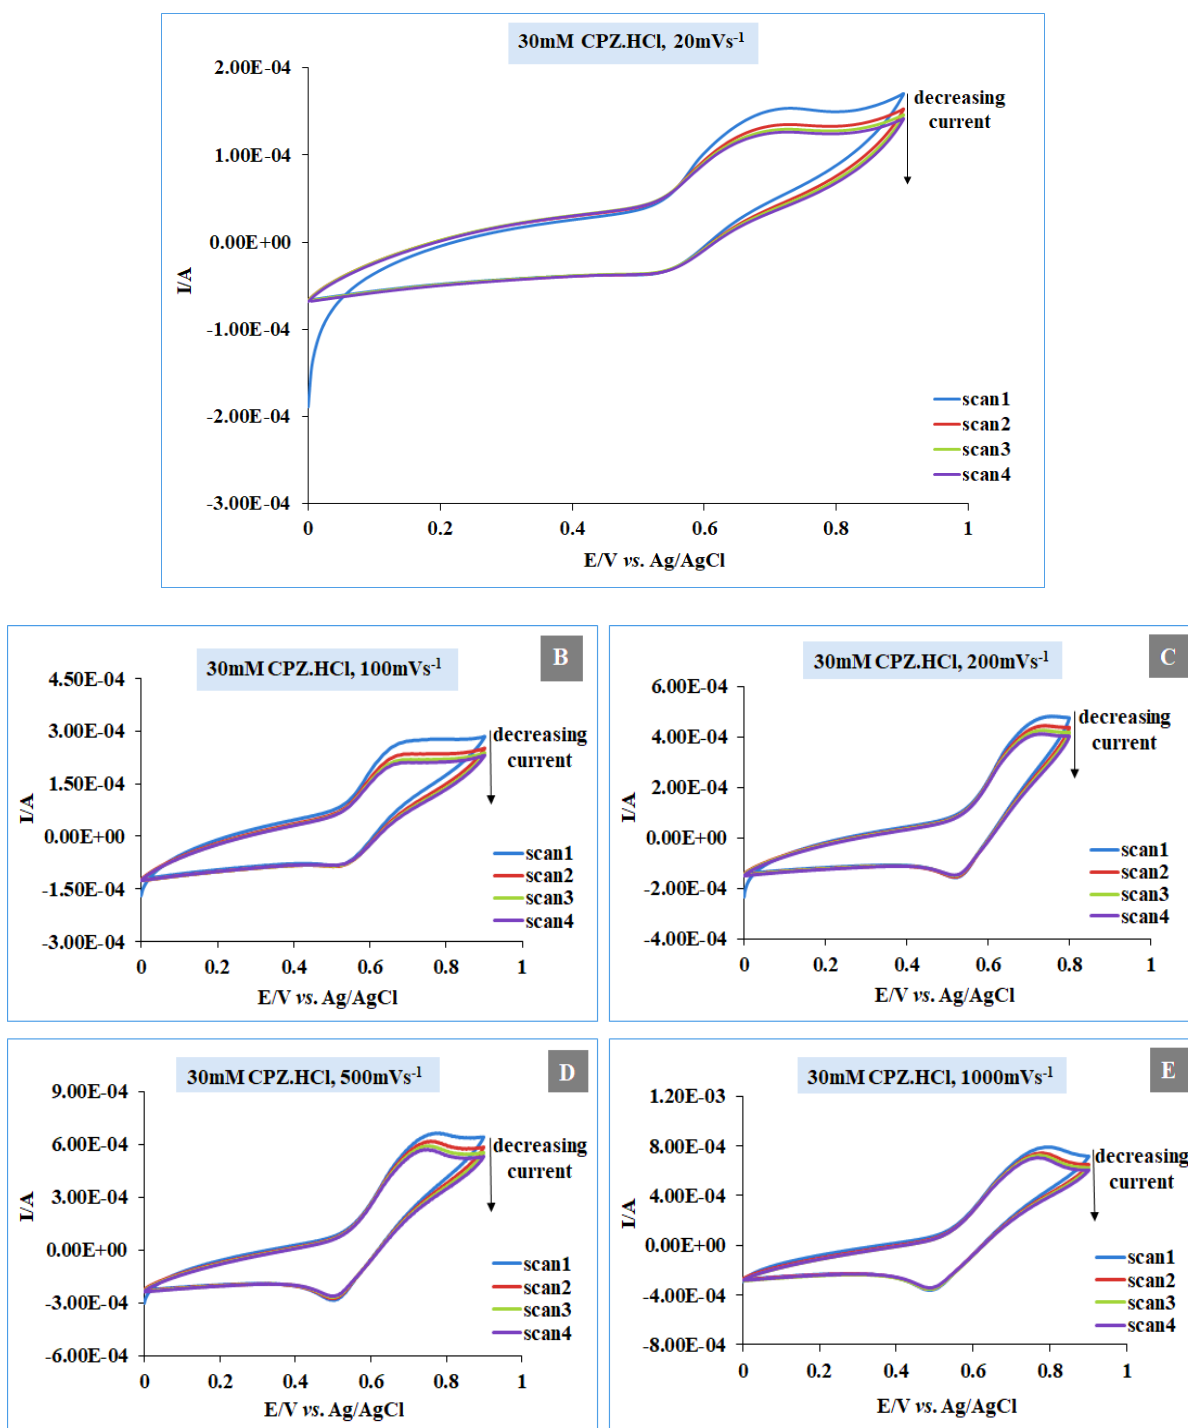 30mM CPZ.HCl, 20mVs⁻¹
2.00E-04
1.00E-04
0.00E+00
-1.00E-04
-2.00E-04
-3.00E-04
I/A
decreasing
current
scan1
scan2
scan3
scan4
0 0.2 0.4 0.6 0.8 1
E/V vs. Ag/AgCl
B
30mM CPZ.HCl, 100mVs⁻¹
4.50E-04
3.00E-04
1.50E-04
0.00E+00
-1.50E-04
-3.00E-04
I/A
decreasing
current
scan1
scan2
scan3
scan4
0 0.2 0.4 0.6 0.8 1
E/V vs. Ag/AgCl
C
30mM CPZ.HCl, 200mVs⁻¹
6.00E-04
4.00E-04
2.00E-04
0.00E+00
-2.00E-04
-4.00E-04
I/A
decreasing
current
scan1
scan2
scan3
scan4
0 0.2 0.4 0.6 0.8 1
E/V vs. Ag/AgCl
D
30mM CPZ.HCl, 500mVs⁻¹
9.00E-04
6.00E-04
3.00E-04
0.00E+00
-3.00E-04
-6.00E-04
I/A
decreasing
current
scan1
scan2
scan3
scan4
0 0.2 0.4 0.6 0.8 1
E/V vs. Ag/AgCl
E
30mM CPZ.HCl, 1000mVs⁻¹
1.20E-03
8.00E-04
4.00E-04
0.00E+00
-4.00E-04
-8.00E-04
I/A
decreasing
current
scan1
scan2
scan3
scan4
0 0.2 0.4 0.6 0.8 1
E/V vs. Ag/AgCl